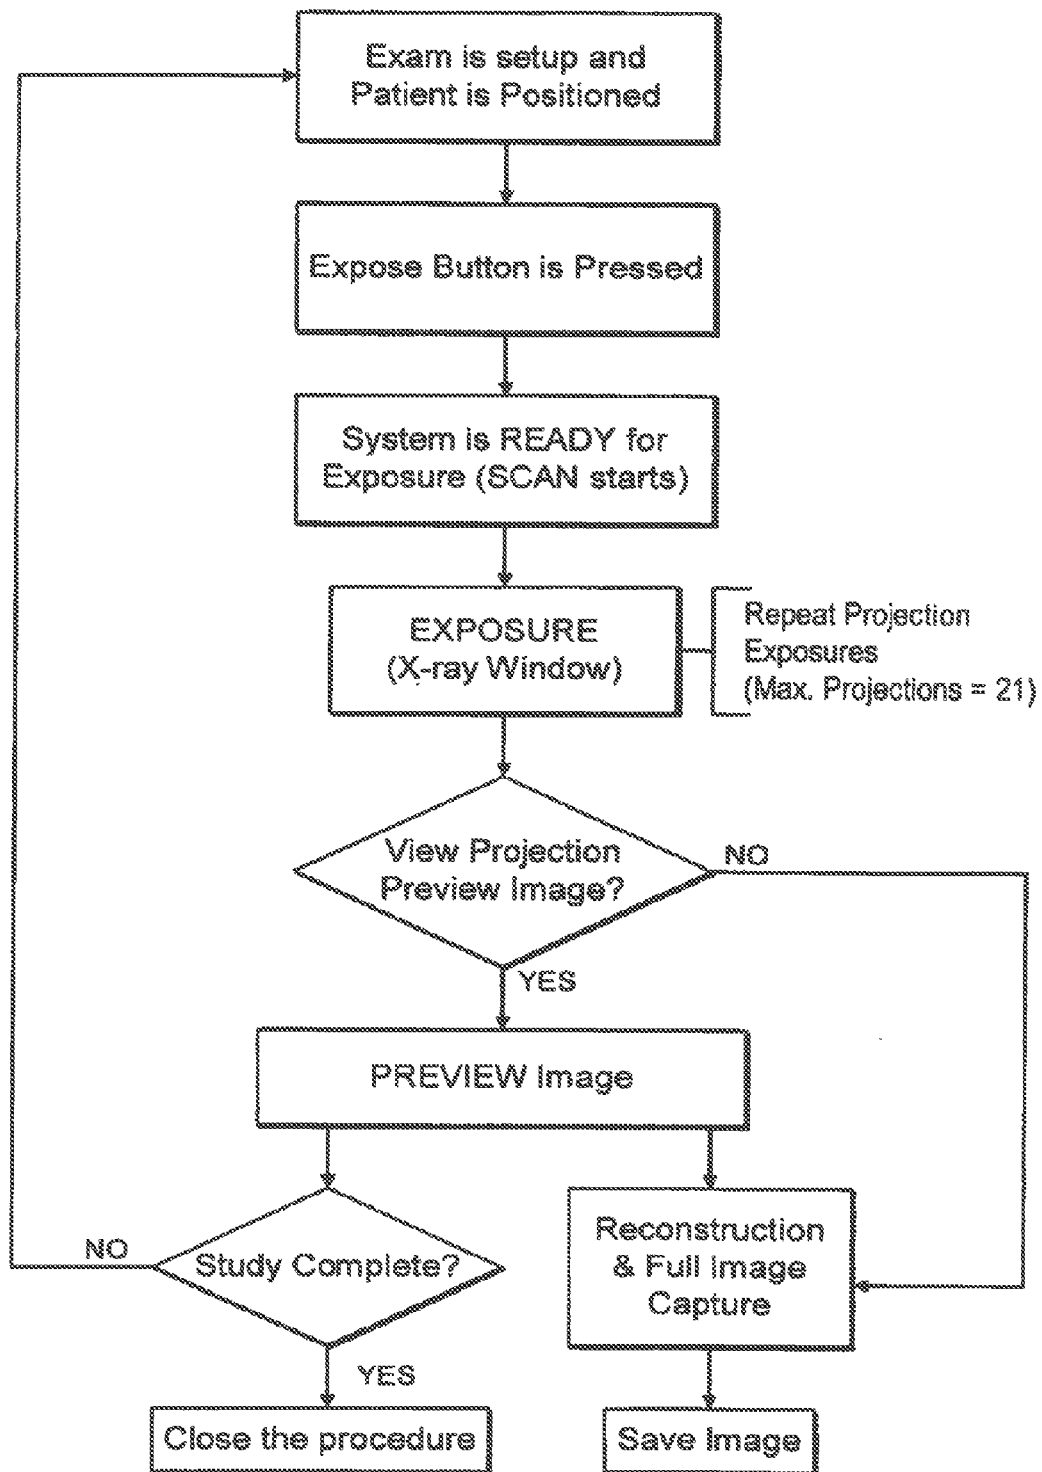 Exam is setup and
Patient is Positioned
Expose Button is Pressed
System is READY for
Exposure (SCAN starts)
EXPOSURE
(X-ray Window)
Repeat Projection
Exposures
(Max. Projections = 21)
View Projection
Preview Image?
NO
YES
PREVIEW Image
NO
Study Complete?
YES
Close the procedure
Reconstruction
& Full Image
Capture
Save Image